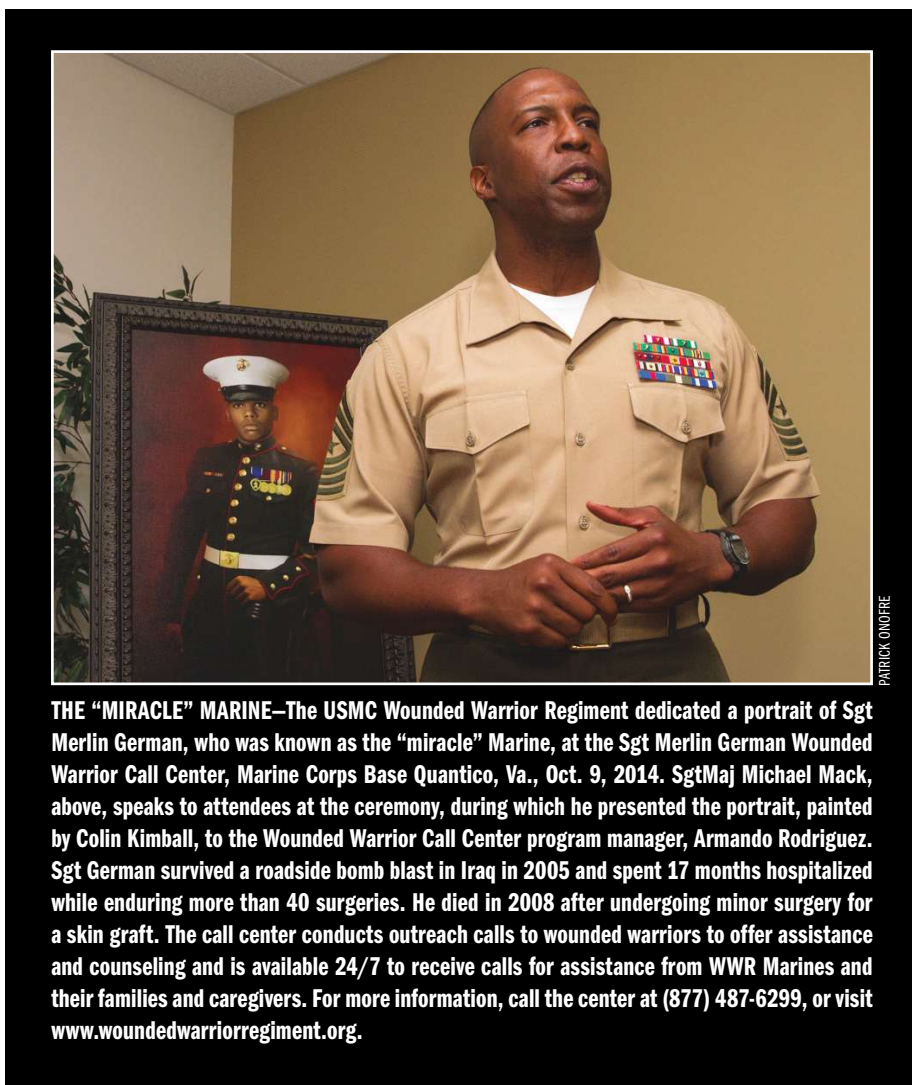 PATRICK ONOFRE
THE “MIRACLE” MARINE—The USMC Wounded Warrior Regiment dedicated a portrait of Sgt
Merlin German, who was known as the “miracle” Marine, at the Sgt Merlin German Wounded
Warrior Call Center, Marine Corps Base Quantico, Va., Oct. 9, 2014. SgtMaj Michael Mack,
above, speaks to attendees at the ceremony, during which he presented the portrait, painted
by Colin Kimball, to the Wounded Warrior Call Center program manager, Armando Rodriguez.
Sgt German survived a roadside bomb blast in Iraq in 2005 and spent 17 months hospitalized
while enduring more than 40 surgeries. He died in 2008 after undergoing minor surgery for
a skin graft. The call center conducts outreach calls to wounded warriors to offer assistance
and counseling and is available 24/7 to receive calls for assistance from WWR Marines and
their families and caregivers. For more information, call the center at (877) 487-6299, or visit
www.woundedwarriorregiment.org.